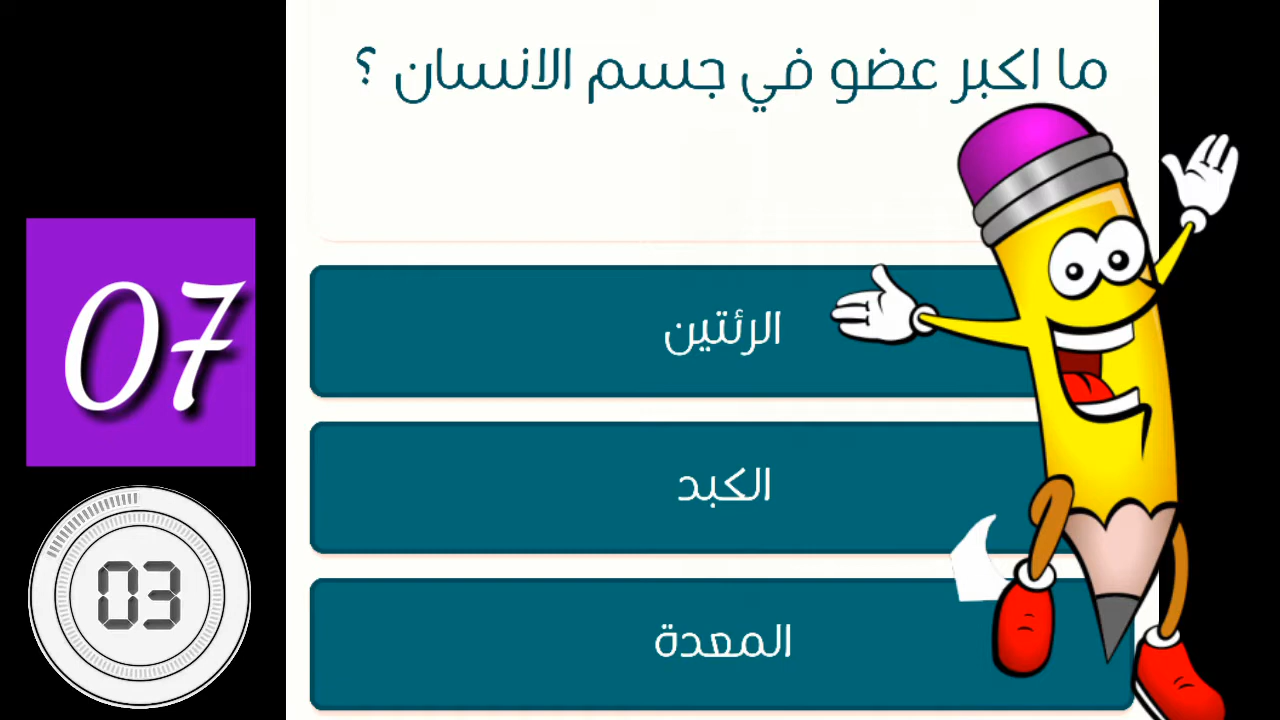 ما اكبر عضو في جسم الانسان ؟
07
الرئتين
الكبد
03
المعدة